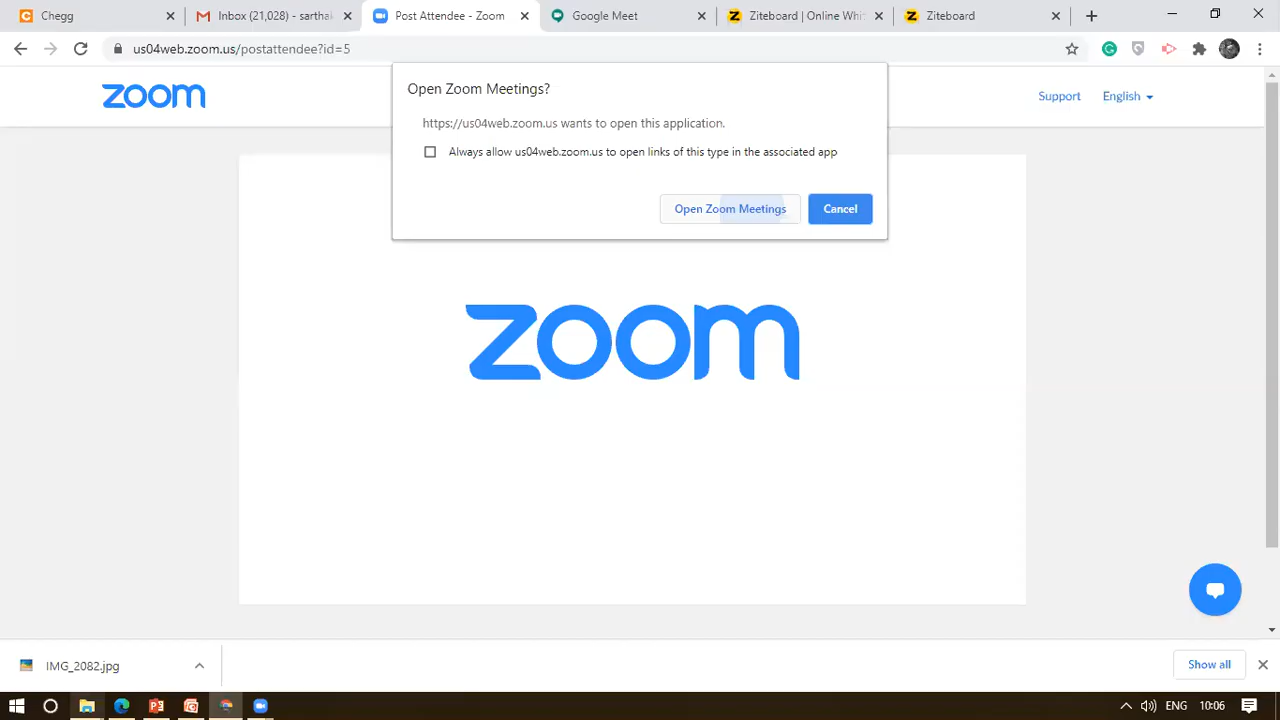 Chegg
Inbox (21,028) - sarthak
Post Attendee - Zoom
Google Meet
Ziteboard | Online Whit
Ziteboard
us04web.zoom.us/postattendee?id=5
zoom
Support
English
Open Zoom Meetings?
https://us04web.zoom.us wants to open this application.
Always allow us04web.zoom.us to open links of this type in the associated app
Open Zoom Meetings
Cancel
zoom
IMG_2082.jpg
Show all
ENG
10:06